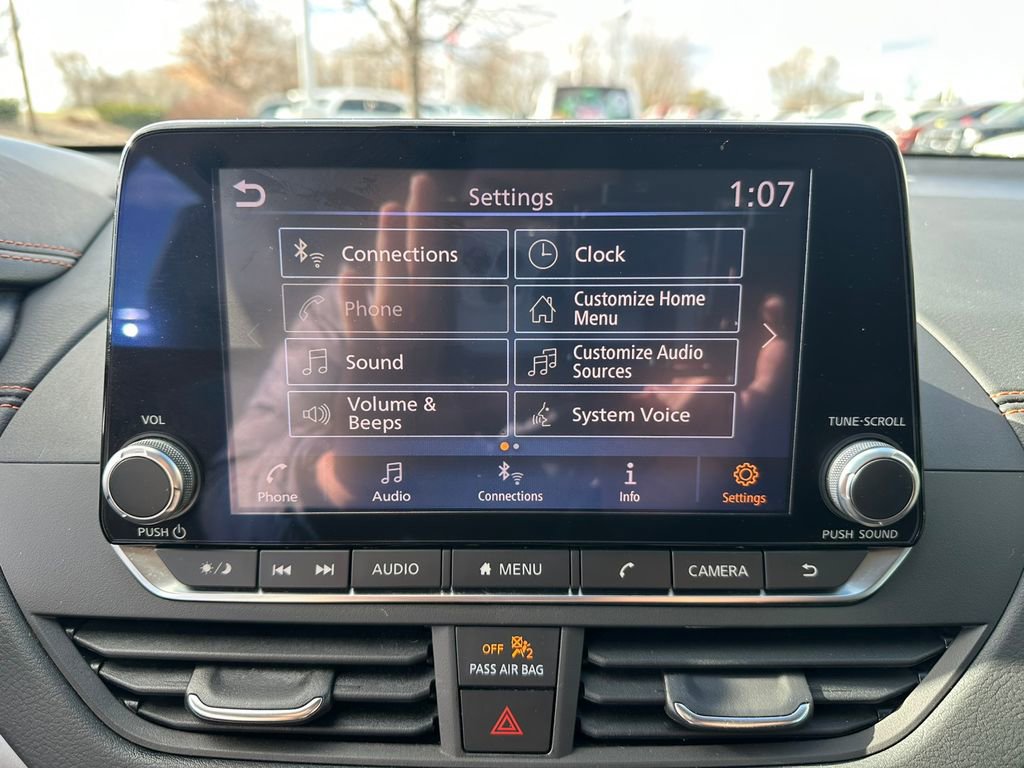 Settings
1:07
Connections
Clock
Phone
Customize Home
Menu
Sound
Customize Audio
Sources
Volume &
Beeps
System Voice
Phone
Audio
Connections
Info
Settings
VOL
PUSH
TUNE·SCROLL
PUSH SOUND
AUDIO
MENU
CAMERA
OFF 2
PASS AIR BAG